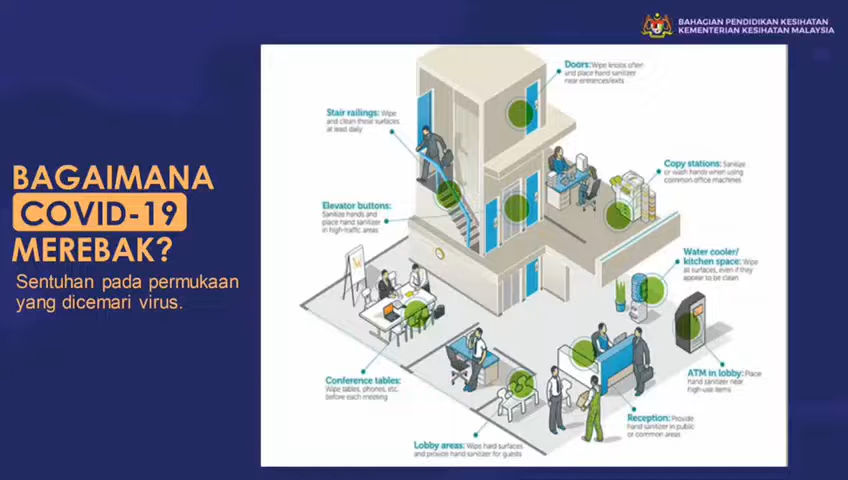 BAHAGIAN PENDIDIKAN KESIHATAN
KEMENTERIAN KESIHATAN MALAYSIA
BAGAIMANA
COVID-19
MEREBAK?
Sentuhan pada permukaan
yang dicemari virus.
Doors: Wipe knobs often
and place hand sanitizer
near entrances/exits
Stair railings: Wipe
and clean these surfaces
at least daily
Copy stations: Sanitize
or wash hands when using
common office machines
Elevator buttons:
Sanitize hands and
place hand sanitizer
in high-traffic areas
Water cooler/
kitchen space: Wipe
all surfaces, even if they
appear to be clean
Conference tables:
Wipe tables, phones, etc.
before each meeting
ATM in lobby: Place
hand sanitizer near
high-use items
Reception: Provide
hand sanitizer in public
or common areas
Lobby areas: Wipe hard surfaces
and provide hand sanitizer for guests